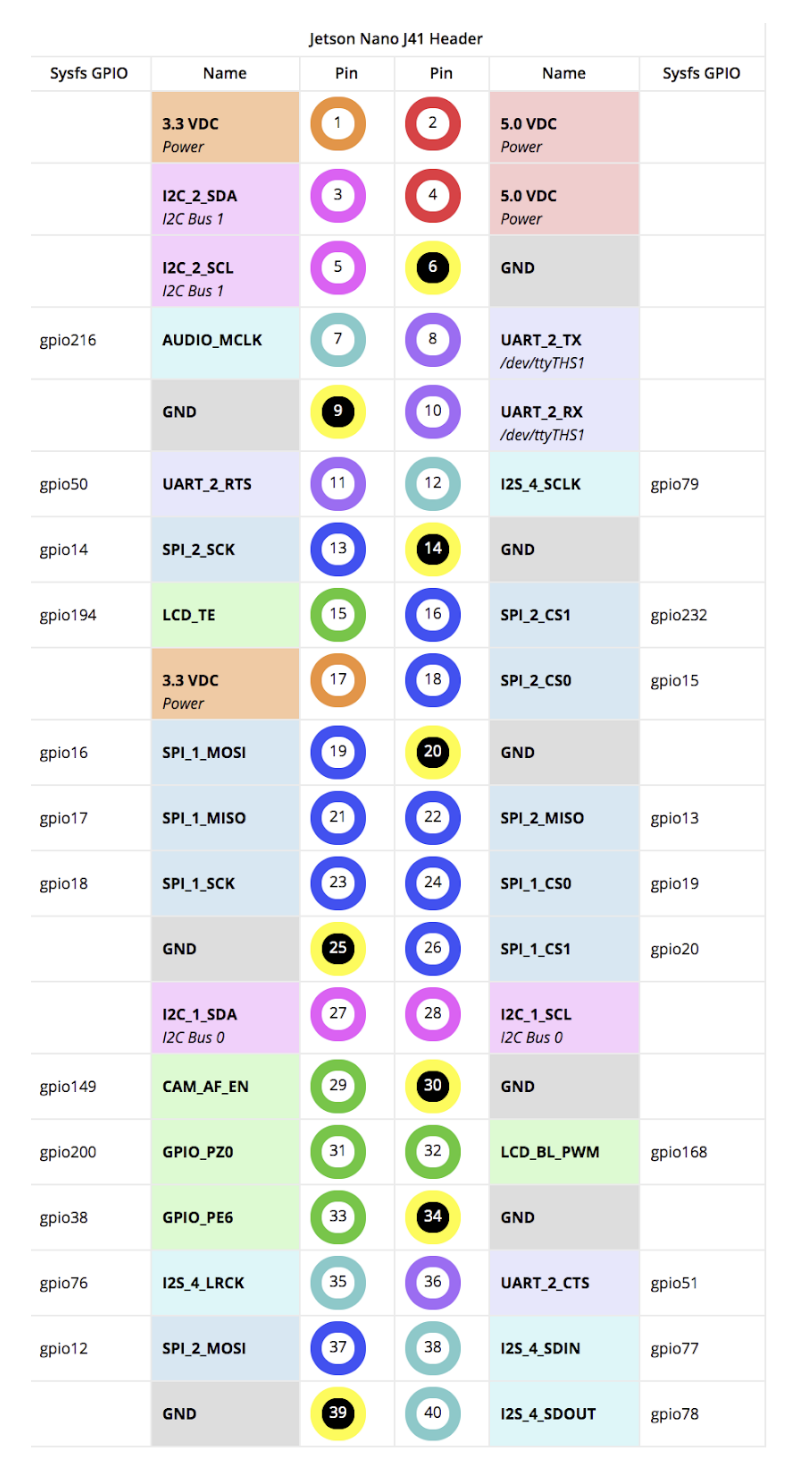 Jetson Nano J41 Header
Sysfs GPIO Name Pin Pin Name Sysfs GPIO
3.3 VDC 1 2 5.0 VDC
Power Power
I2C_2_SDA 3 4 5.0 VDC
I2C Bus 1 Power
I2C_2_SCL 5 6 GND
I2C Bus 1
gpio216 AUDIO_MCLK 7 8 UART_2_TX
/dev/ttyTHS1
GND 9 10 UART_2_RX
/dev/ttyTHS1
gpio50 UART_2_RTS 11 12 I2S_4_SCLK gpio79
gpio14 SPI_2_SCK 13 14 GND
gpio194 LCD_TE 15 16 SPI_2_CS1 gpio232
3.3 VDC 17 18 SPI_2_CS0 gpio15
Power
gpio16 SPI_1_MOSI 19 20 GND
gpio17 SPI_1_MISO 21 22 SPI_2_MISO gpio13
gpio18 SPI_1_SCK 23 24 SPI_1_CS0 gpio19
GND 25 26 SPI_1_CS1 gpio20
I2C_1_SDA 27 28 I2C_1_SCL
I2C Bus 0 I2C Bus 0
gpio149 CAM_AF_EN 29 30 GND
gpio200 GPIO_PZ0 31 32 LCD_BL_PWM gpio168
gpio38 GPIO_PE6 33 34 GND
gpio76 I2S_4_LRCK 35 36 UART_2_CTS gpio51
gpio12 SPI_2_MOSI 37 38 I2S_4_SDIN gpio77
GND 39 40 I2S_4_SDOUT gpio78